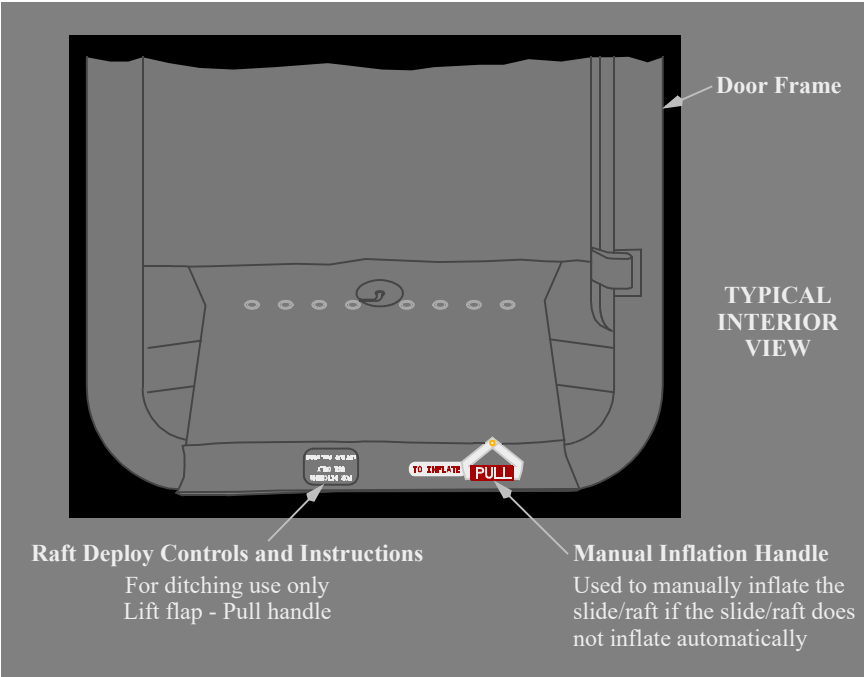 Door Frame
TYPICAL
INTERIOR
VIEW
TO INFLATE
PULL
Raft Deploy Controls and Instructions
For ditching use only
Lift flap - Pull handle
Manual Inflation Handle
Used to manually inflate the
slide/raft if the slide/raft does
not inflate automatically